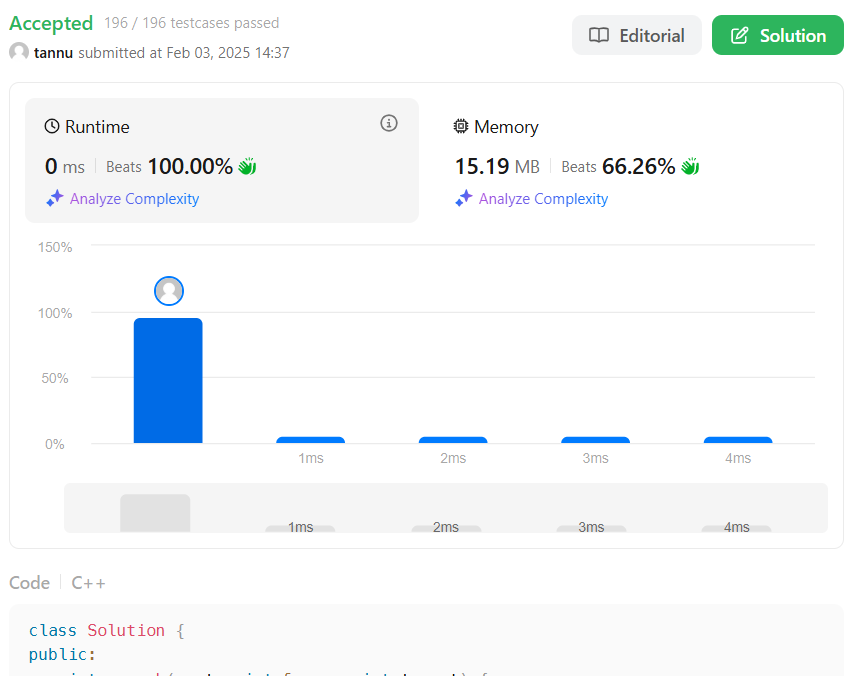 Accepted 196 / 196 testcases passed
tannu submitted at Feb 03, 2025 14:37
Editorial
Solution
Runtime
0 ms Beats 100.00%
Analyze Complexity
Memory
15.19 MB Beats 66.26%
Analyze Complexity
150%
100%
50%
0%
1ms 2ms 3ms 4ms
1ms 2ms 3ms 4ms
Code C++
class Solution {
public: